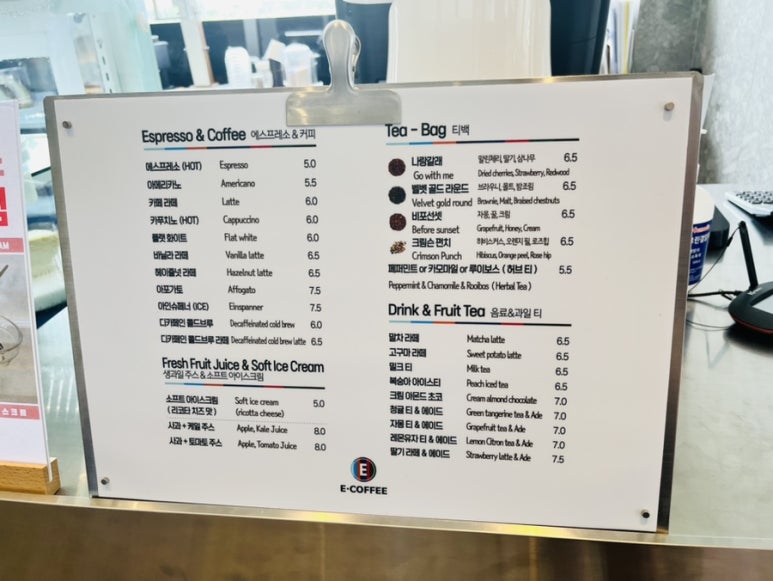 Espresso & Coffee 에스프레소 & 커피
에스프레소 (HOT) Espresso 5.0
아메리카노 Americano 5.5
카페 라떼 Latte 6.0
카푸치노 (HOT) Cappuccino 6.0
플랫 화이트 Flat white 6.0
바닐라 라떼 Vanilla latte 6.5
헤이즐넛 라떼 Hazelnut latte 6.5
아포가토 Affogato 7.5
아인슈페너 (ICE) Einspanner 7.5
디카페인 콜드브루 Decaffeinated cold brew 6.0
디카페인 콜드브루 라떼 Decaffeinated cold brew latte 6.5
Fresh Fruit Juice & Soft Ice Cream
생과일 주스 & 소프트 아이스크림
소프트 아이스크림 Soft ice cream 5.0
(리코타 치즈 맛) (ricotta cheese)
사과 + 케일 주스 Apple, Kale Juice 8.0
사과 + 토마토 주스 Apple, Tomato Juice 8.0
Tea - Bag 티백
나랑갈래 말린체리, 딸기, 삼나무 6.5
Go with me Dried cherries, Strawberry, Redwood
벨벳 골드 라운드 브라우니, 몰트, 밤조림 6.5
Velvet gold round Brownie, Malt, Braised chestnuts
비포선셋 자몽, 꿀, 크림 6.5
Before sunset Grapefruit, Honey, Cream
크림슨 펀치 히비스커스, 오렌지 필, 로즈힙 6.5
Crimson Punch Hibiscus, Orange peel, Rose hip
페퍼민트 or 카모마일 or 루이보스 ( 허브 티 ) 5.5
Peppermint & Chamomile & Rooibos ( Herbal Tea )
Drink & Fruit Tea 음료&과일 티
말차 라떼 Matcha latte 6.5
고구마 라떼 Sweet potato latte 6.5
밀크 티 Milk tea 6.5
복숭아 아이스티 Peach iced tea 6.5
크림 아몬드 초코 Cream almond chocolate 7.0
청귤 티 & 에이드 Green tangerine tea & Ade 7.0
자몽 티 & 에이드 Grapefruit tea & Ade 7.0
레몬유자 티 & 에이드 Lemon Citron tea & Ade 7.0
딸기 라떼 & 에이드 Strawberry latte & Ade 7.5
E
E·COFFEE